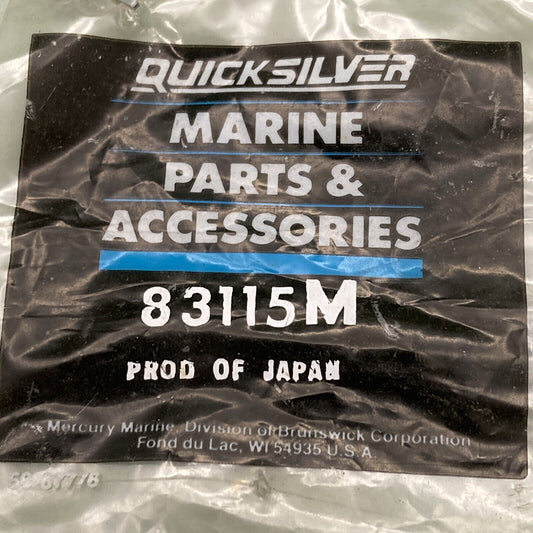 QUICKSILVER
MARINE
PARTS &
ACCESSORIES
83115M
PROD OF JAPAN
Mercury Marine, Division of Brunswick Corporation
Fond du Lac, WI 54935 U.S.A.